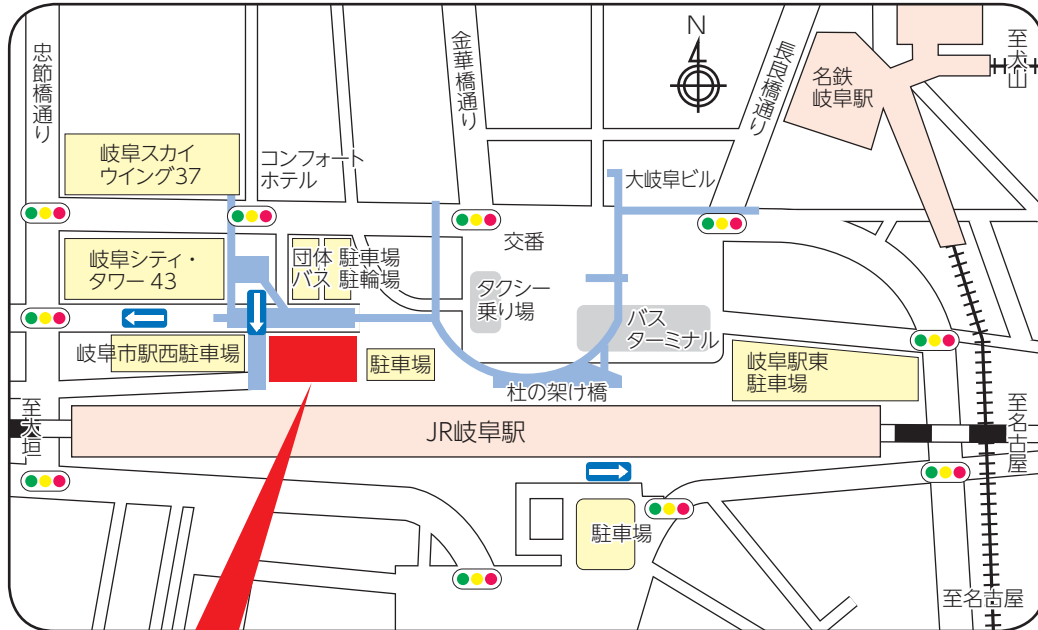 忠節橋通り
金華橋通り
N
長良橋通り
名鉄
岐阜駅
至犬山
岐阜スカイ
ウイング37
コンフォート
ホテル
大岐阜ビル
交番
岐阜シティ・
タワー 43
団体
バス
駐車場
駐輪場
タクシー
乗り場
バス
ターミナル
岐阜市駅西駐車場
駐車場
杜の架け橋
岐阜駅東
駐車場
至大垣
JR岐阜駅
至名古屋
駐車場
至名古屋